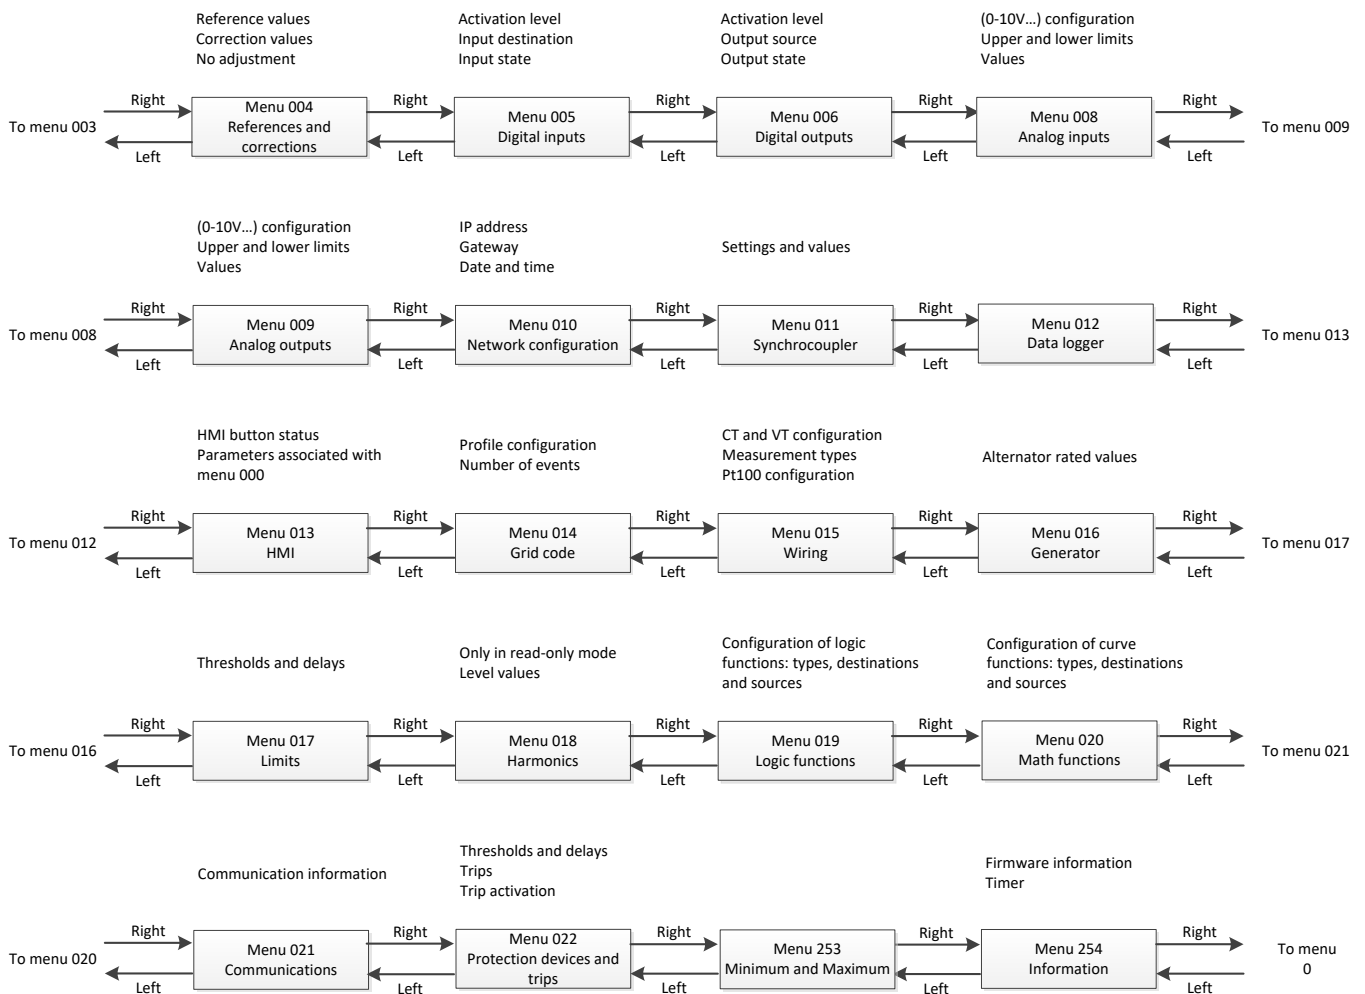 Reference values
Correction values
No adjustment
Activation level
Input destination
Input state
Activation level
Output source
Output state
(0-10V...) configuration
Upper and lower limits
Values
To menu 003
Right
Left
Menu 004
References and
corrections
Right
Left
Menu 005
Digital inputs
Right
Left
Menu 006
Digital outputs
Right
Left
Menu 008
Analog inputs
Right
Left
To menu 009
(0-10V...) configuration
Upper and lower limits
Values
IP address
Gateway
Date and time
Settings and values
To menu 008
Right
Left
Menu 009
Analog outputs
Right
Left
Menu 010
Network configuration
Right
Left
Menu 011
Synchrocoupler
Right
Left
Menu 012
Data logger
Right
Left
To menu 013
HMI button status
Parameters associated with
menu 000
Profile configuration
Number of events
CT and VT configuration
Measurement types
Pt100 configuration
Alternator rated values
To menu 012
Right
Left
Menu 013
HMI
Right
Left
Menu 014
Grid code
Right
Left
Menu 015
Wiring
Right
Left
Menu 016
Generator
Right
Left
To menu 017
Thresholds and delays
Only in read-only mode
Level values
Configuration of logic
functions: types, destinations
and sources
Configuration of curve
functions: types, destinations
and sources
To menu 016
Right
Left
Menu 017
Limits
Right
Left
Menu 018
Harmonics
Right
Left
Menu 019
Logic functions
Right
Left
Menu 020
Math functions
Right
Left
To menu 021
Communication information
Thresholds and delays
Trips
Trip activation
Firmware information
Timer
To menu 020
Right
Left
Menu 021
Communications
Right
Left
Menu 022
Protection devices and
trips
Right
Left
Menu 253
Minimum and Maximum
Right
Left
Menu 254
Information
Right
Left
To menu
0